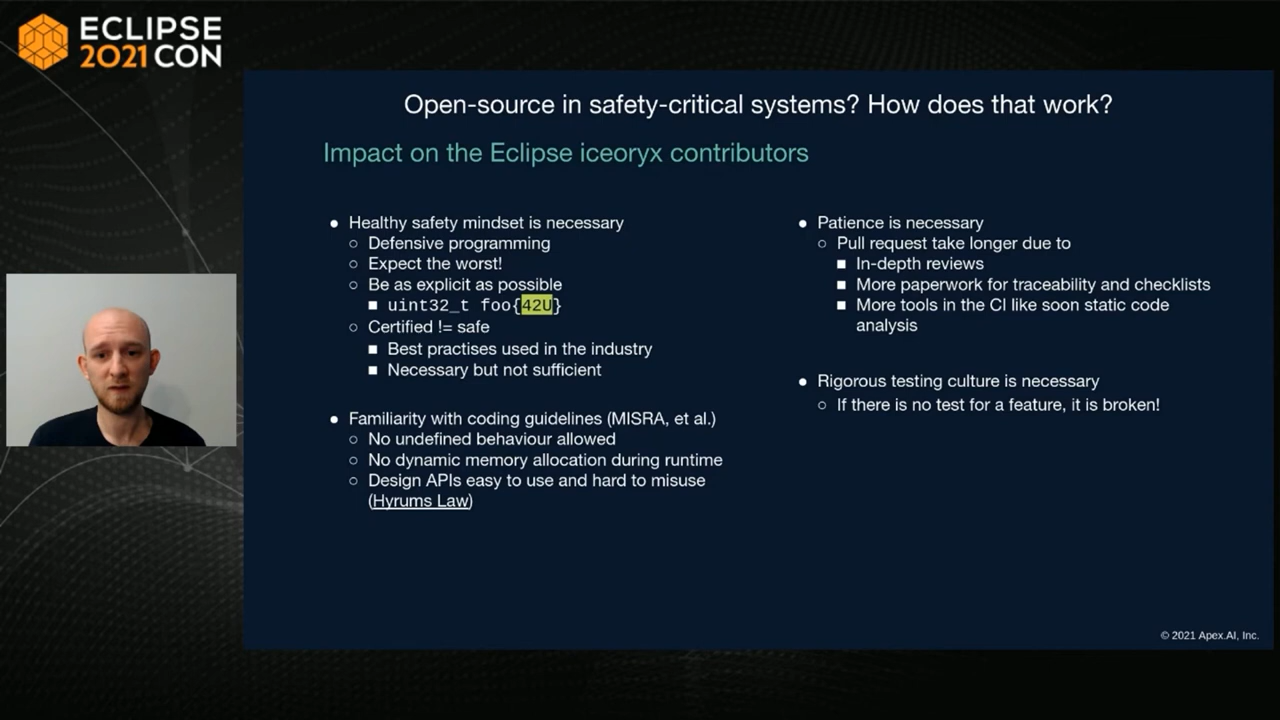 ECLIPSE
2021 CON
Open-source in safety-critical systems? How does that work?
Impact on the Eclipse iceoryx contributors
● Healthy safety mindset is necessary
○ Defensive programming
○ Expect the worst!
○ Be as explicit as possible
■ uint32_t foo{42U}
○ Certified != safe
■ Best practises used in the industry
■ Necessary but not sufficient
● Familiarity with coding guidelines (MISRA, et al.)
○ No undefined behaviour allowed
○ No dynamic memory allocation during runtime
○ Design APIs easy to use and hard to misuse
(Hyrums Law)
● Patience is necessary
○ Pull request take longer due to
■ In-depth reviews
■ More paperwork for traceability and checklists
■ More tools in the CI like soon static code
analysis
● Rigorous testing culture is necessary
○ If there is no test for a feature, it is broken!
© 2021 Apex.AI, Inc.